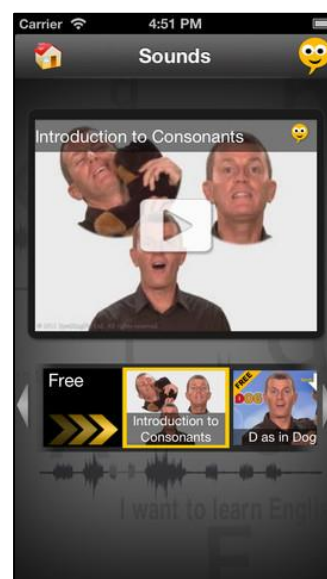 Carrier 4:51 PM
Sounds
Introduction to Consonants
Free
FREE
DOG
Introduction to
Consonants
D as in Dog
I want to learn Engl